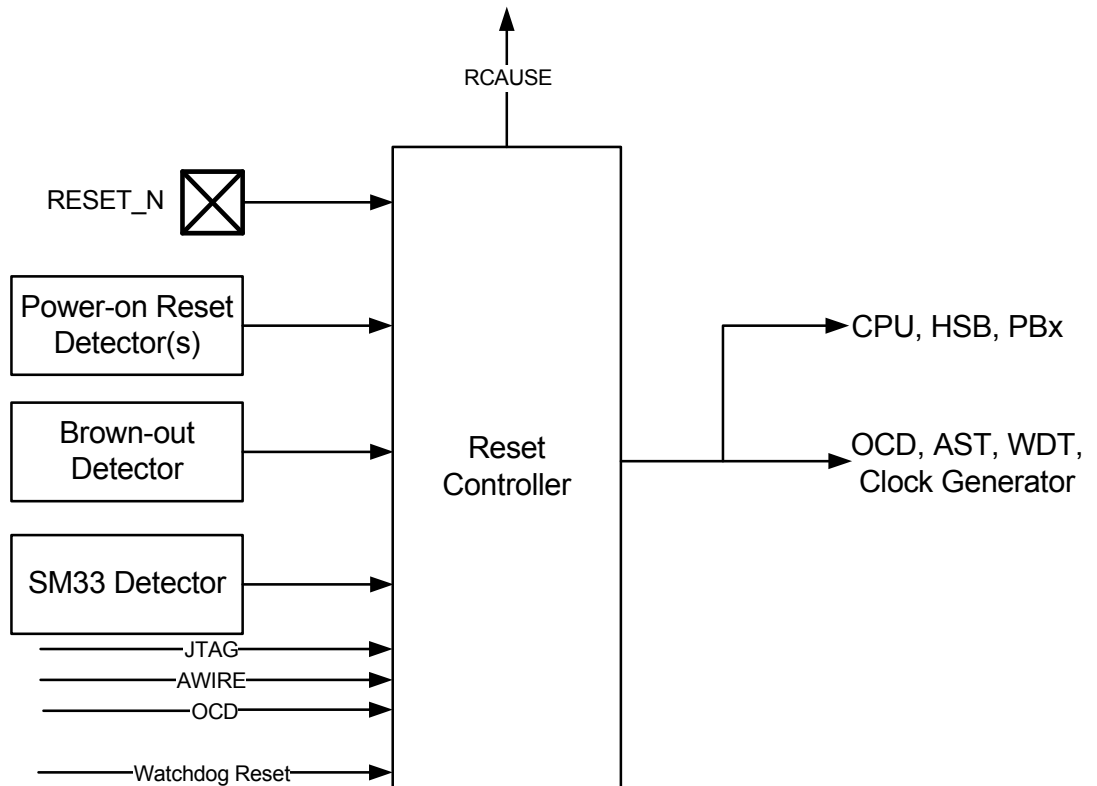 RCAUSE
RESET_N
Power-on Reset
Detector(s)
Brown-out
Detector
SM33 Detector
JTAG
AWIRE
OCD
Watchdog Reset
Reset
Controller
CPU, HSB, PBx
OCD, AST, WDT,
Clock Generator